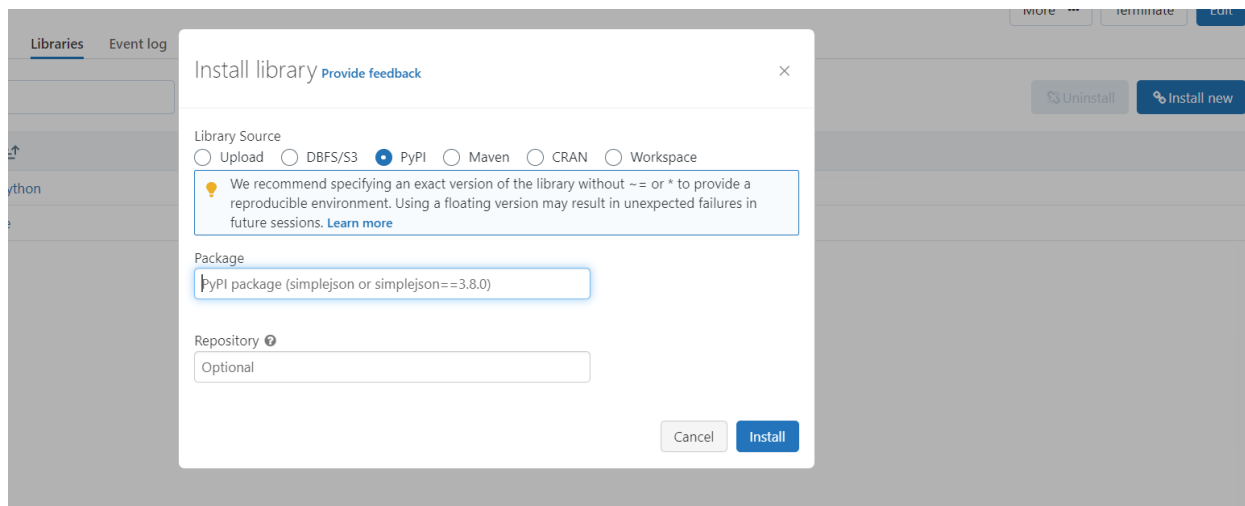 More ...
Terminate
Edit
Libraries Event log
Install library Provide feedback
Uninstall
Install new
Library Source
Upload DBFS/S3 PyPI Maven CRAN Workspace
We recommend specifying an exact version of the library without ~= or * to provide a
reproducible environment. Using a floating version may result in unexpected failures in
future sessions. Learn more
ython
e
Package
PyPI package (simplejson or simplejson==3.8.0)
Repository
Optional
Cancel Install